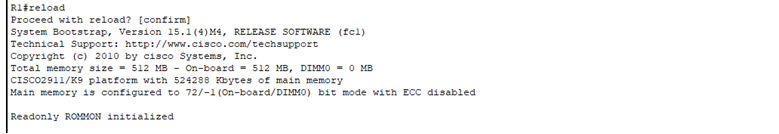 R1#reload
Proceed with reload? [confirm]
System Bootstrap, Version 15.1(4)M4, RELEASE SOFTWARE (fc1)
Technical Support: http://www.cisco.com/techsupport
Copyright (c) 2010 by cisco Systems, Inc.
Total memory size = 512 MB - On-board = 512 MB, DIMM0 = 0 MB
CISCO2911/K9 platform with 524288 Kbytes of main memory
Main memory is configured to 72/-1(On-board/DIMM0) bit mode with ECC disabled
Readonly ROMMON initialized